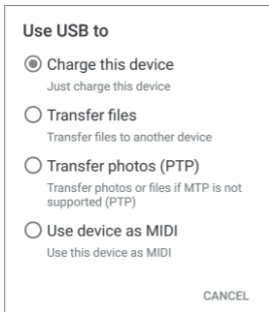 Use USB to
Charge this device
Just charge this device
Transfer files
Transfer files to another device
Transfer photos (PTP)
Transfer photos or files if MTP is not
supported (PTP)
Use device as MIDI
Use this device as MIDI
CANCEL